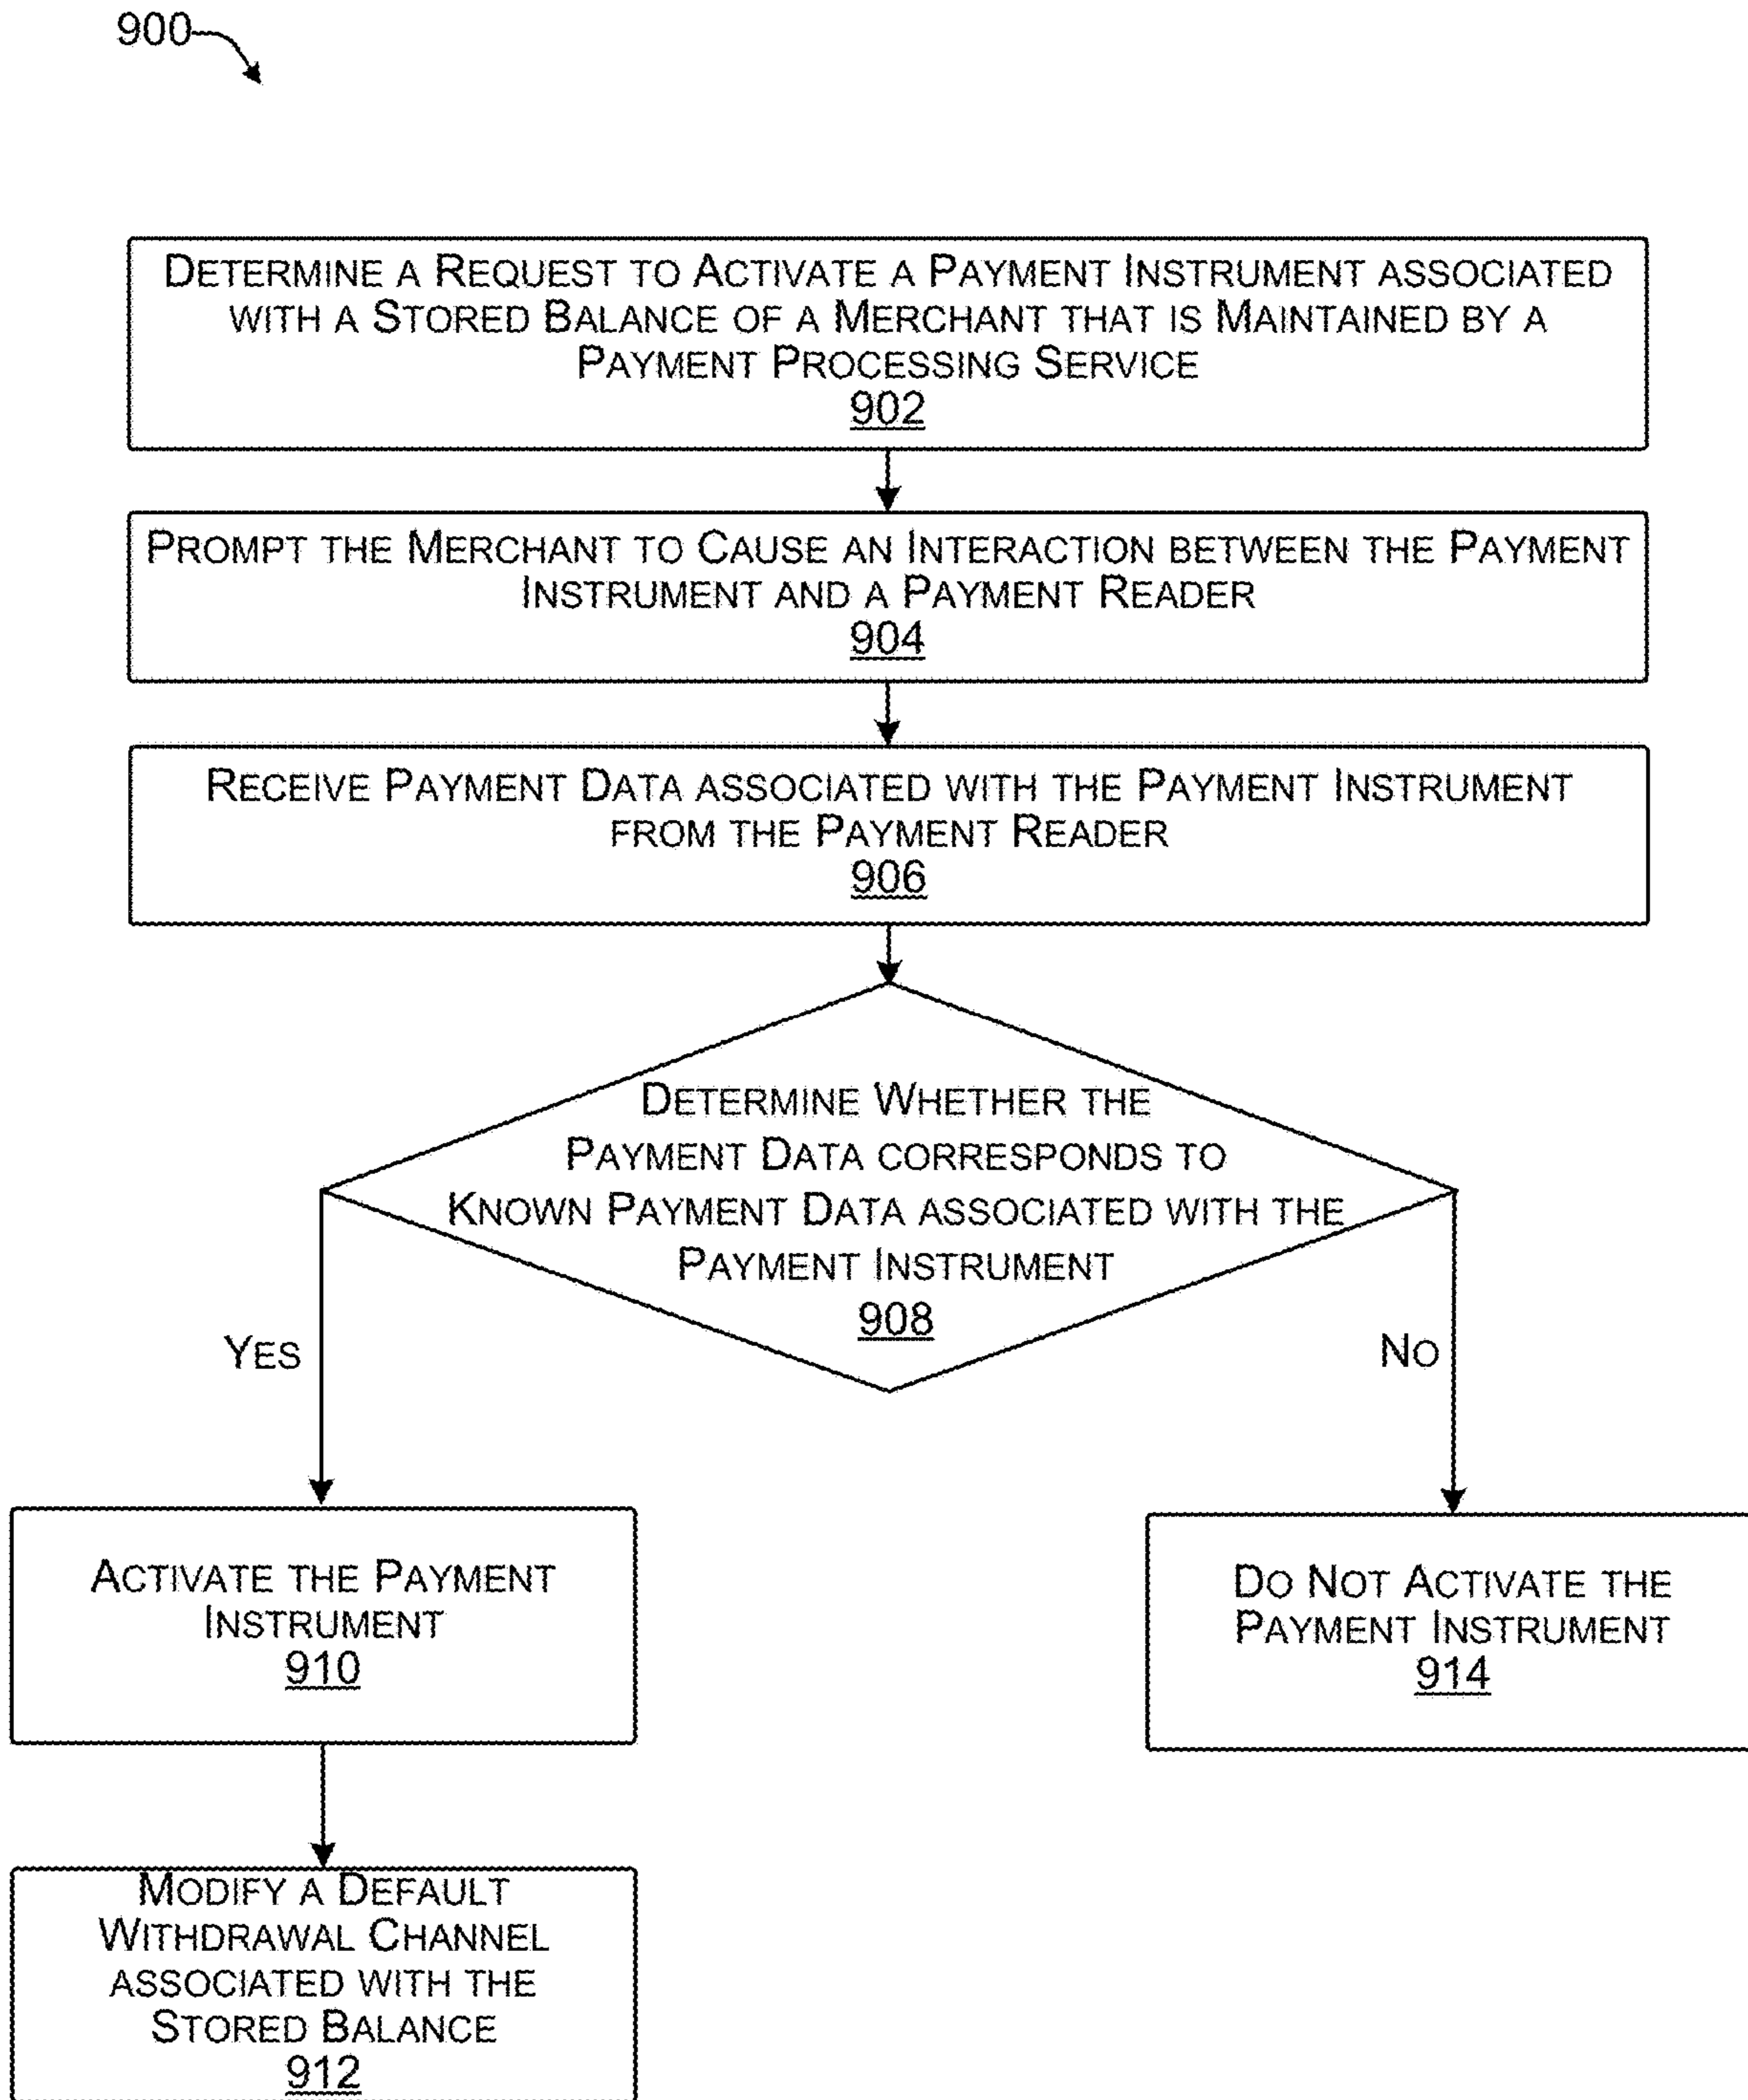 900
DETERMINE A REQUEST TO ACTIVATE A PAYMENT INSTRUMENT ASSOCIATED
WITH A STORED BALANCE OF A MERCHANT THAT IS MAINTAINED BY A
PAYMENT PROCESSING SERVICE
902
PROMPT THE MERCHANT TO CAUSE AN INTERACTION BETWEEN THE PAYMENT
INSTRUMENT AND A PAYMENT READER
904
RECEIVE PAYMENT DATA ASSOCIATED WITH THE PAYMENT INSTRUMENT
FROM THE PAYMENT READER
906
DETERMINE WHETHER THE
PAYMENT DATA CORRESPONDS TO
KNOWN PAYMENT DATA ASSOCIATED WITH THE
PAYMENT INSTRUMENT
908
YES
NO
ACTIVATE THE PAYMENT
INSTRUMENT
910
DO NOT ACTIVATE THE
PAYMENT INSTRUMENT
914
MODIFY A DEFAULT
WITHDRAWAL CHANNEL
ASSOCIATED WITH THE
STORED BALANCE
912